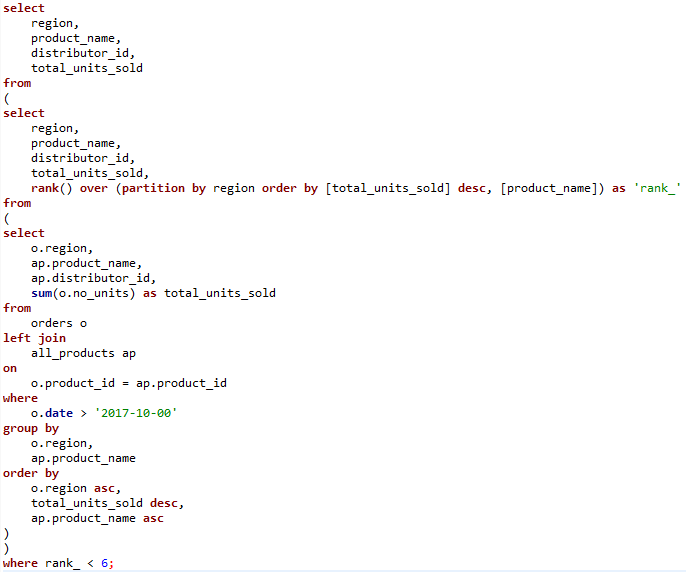 select
    region,
    product_name,
    distributor_id,
    total_units_sold
from
(
select
    region,
    product_name,
    distributor_id,
    total_units_sold,
    rank() over (partition by region order by [total_units_sold] desc, [product_name]) as 'rank_'
from
(
select
    o.region,
    ap.product_name,
    ap.distributor_id,
    sum(o.no_units) as total_units_sold
from
    orders o
left join
    all_products ap
on
    o.product_id = ap.product_id
where
    o.date > '2017-10-00'
group by
    o.region,
    ap.product_name
order by
    o.region asc,
    total_units_sold desc,
    ap.product_name asc
)
)
where rank_ < 6;